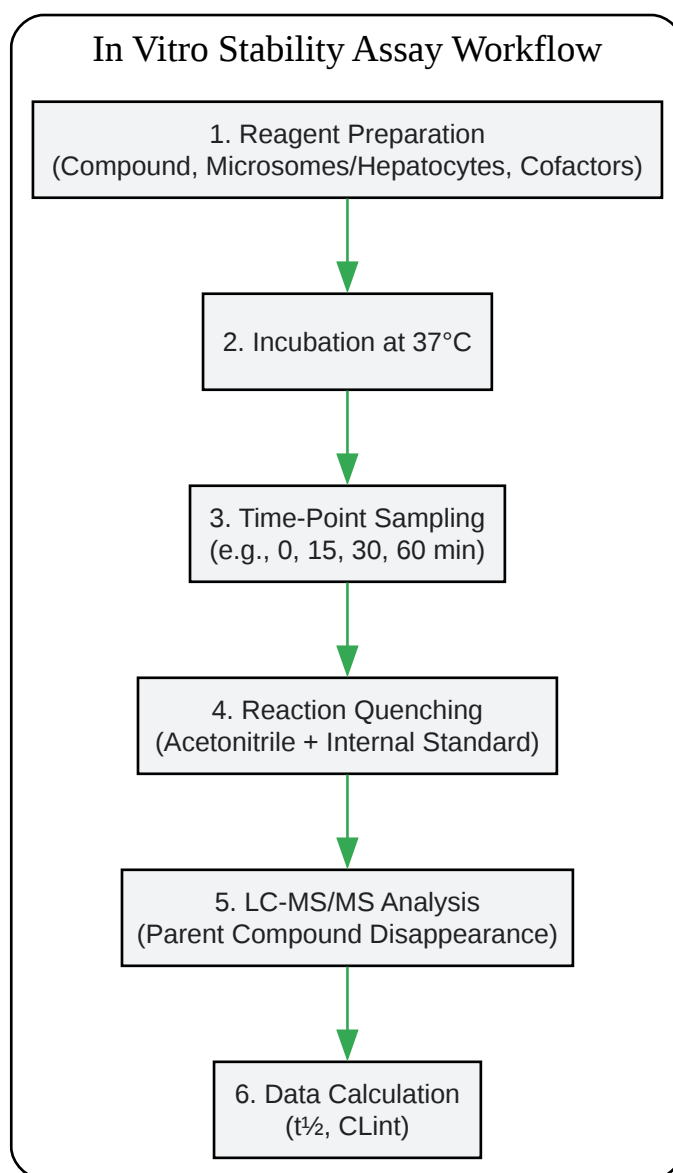 In Vitro Stability Assay Workflow
1. Reagent Preparation
(Compound, Microsomes/Hepatocytes, Cofactors)
2. Incubation at 37°C
3. Time-Point Sampling
(e.g., 0, 15, 30, 60 min)
4. Reaction Quenching
(Acetonitrile + Internal Standard)
5. LC-MS/MS Analysis
(Parent Compound Disappearance)
6. Data Calculation
(t½, CLint)